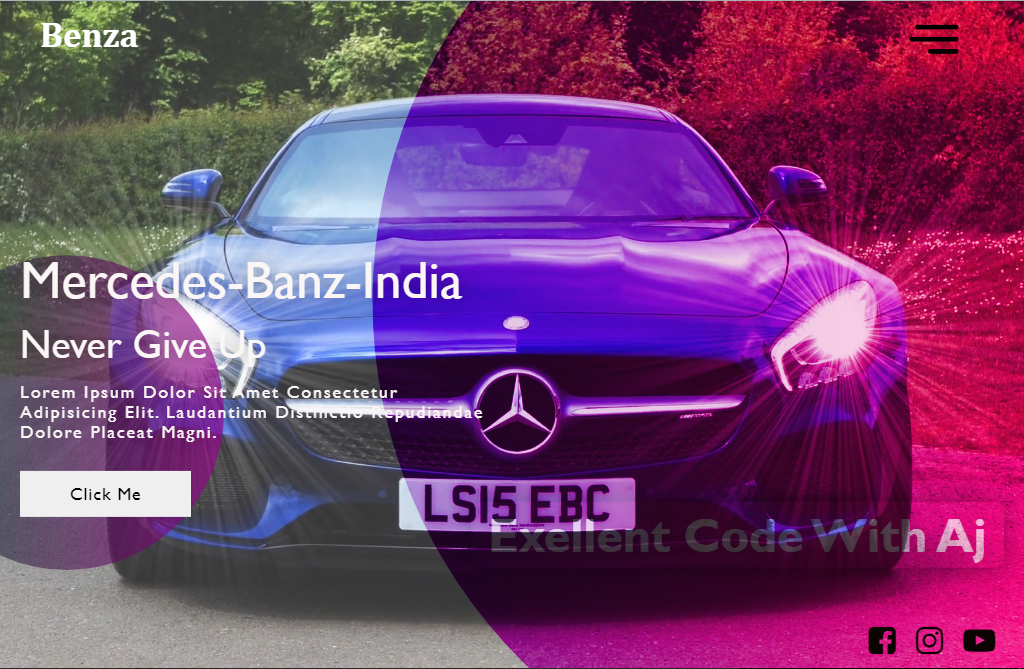 Benza
Mercedes-Banz-India
Never Give Up
Lorem Ipsum Dolor Sit Amet Consectetur
Adipisicing Elit. Laudantium Distinctio Repudiandae
Dolore Placeat Magni.
Click Me
LS15 EBC
Exellent Code With Aj